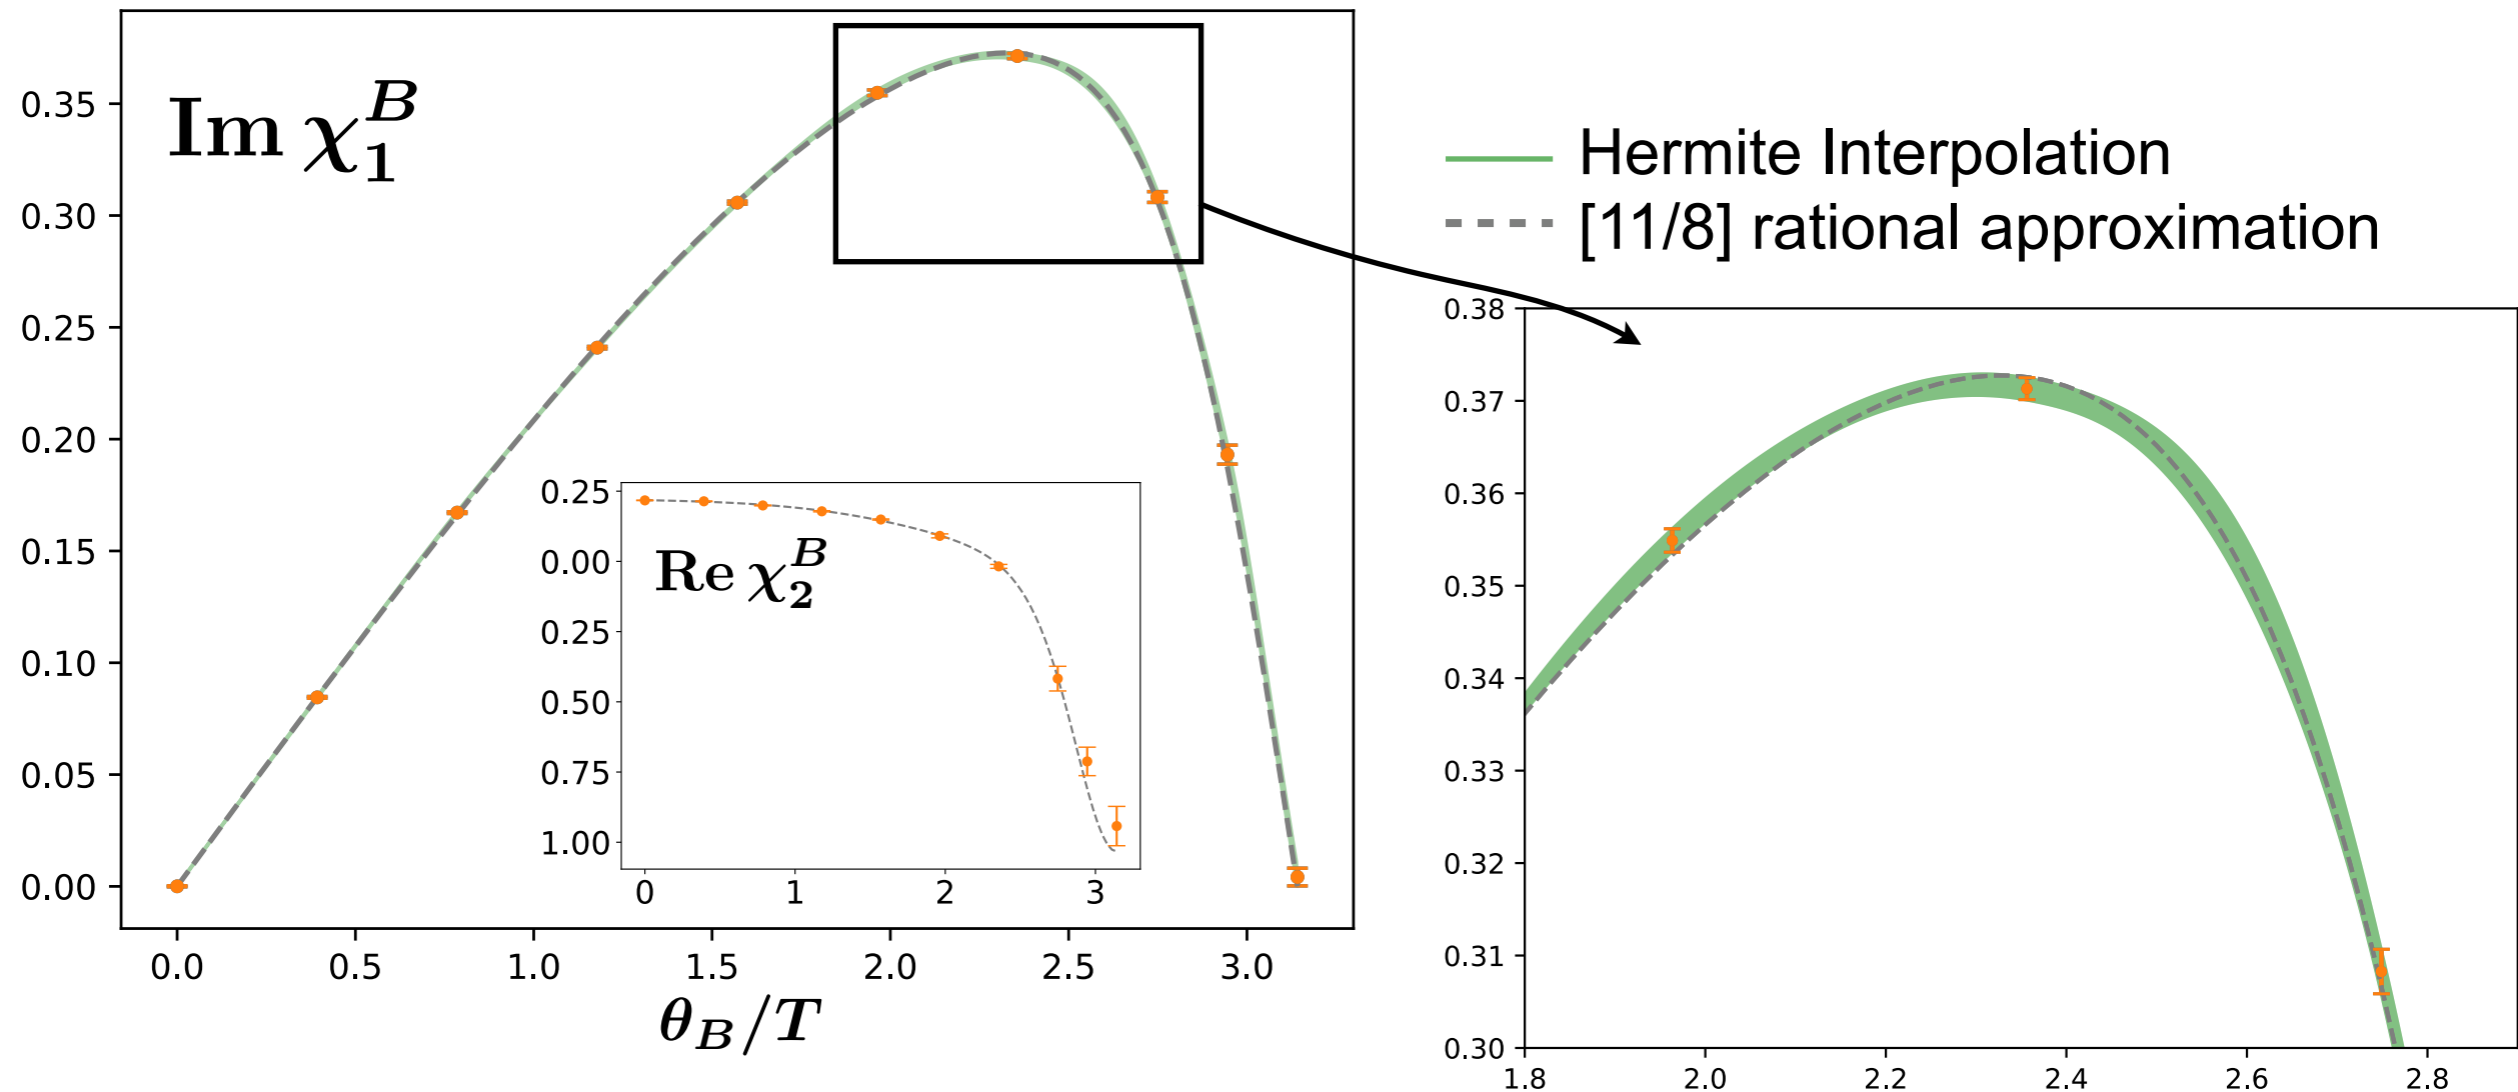 Im χ₁ᴮ
0.35
0.30
0.25
0.20
0.15
0.10
0.05
0.00
0.0 0.5 1.0 1.5 2.0 2.5 3.0
θ_B/T
Re χ₂ᴮ
0.25
0.00
0.25
0.50
0.75
1.00
0 1 2 3
Hermite Interpolation
[11/8] rational approximation
0.38
0.37
0.36
0.35
0.34
0.33
0.32
0.31
0.30
1.8 2.0 2.2 2.4 2.6 2.8